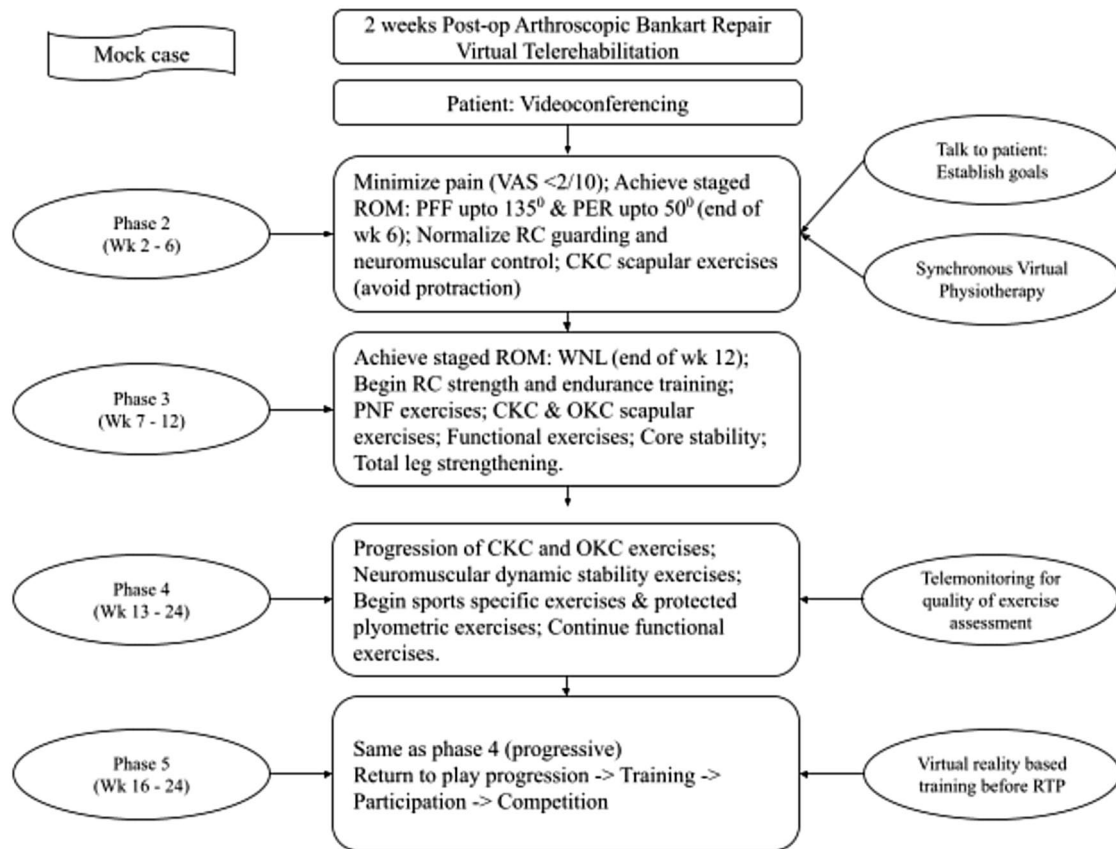 Mock case
2 weeks Post-op Arthroscopic Bankart Repair
Virtual Telerehabilitation
Patient: Videoconferencing
Phase 2
(Wk 2 - 6)
Minimize pain (VAS <2/10); Achieve staged
ROM: PFF upto 135⁰ & PER upto 50⁰ (end of
wk 6); Normalize RC guarding and
neuromuscular control; CKC scapular exercises
(avoid protraction)
Talk to patient:
Establish goals
Synchronous Virtual
Physiotherapy
Phase 3
(Wk 7 - 12)
Achieve staged ROM: WNL (end of wk 12);
Begin RC strength and endurance training;
PNF exercises; CKC & OKC scapular
exercises; Functional exercises; Core stability;
Total leg strengthening.
Phase 4
(Wk 13 - 24)
Progression of CKC and OKC exercises;
Neuromuscular dynamic stability exercises;
Begin sports specific exercises & protected
plyometric exercises; Continue functional
exercises.
Telemonitoring for
quality of exercise
assessment
Phase 5
(Wk 16 - 24)
Same as phase 4 (progressive)
Return to play progression -> Training ->
Participation -> Competition
Virtual reality based
training before RTP